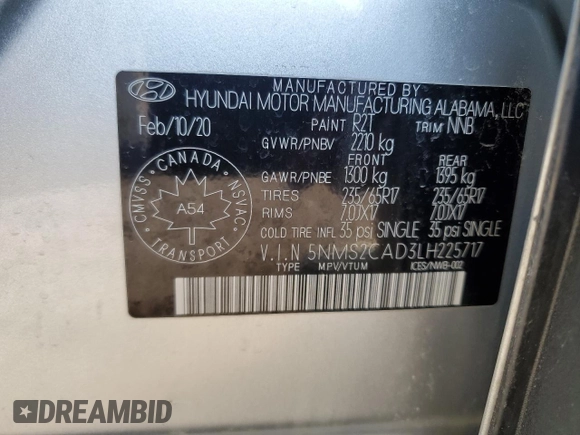 MANUFACTURED BY
HYUNDAI MOTOR MANUFACTURING ALABAMA, LLC
Feb/10/20
PAINT R2T TRIM NNB
GVWR/PNBV 2210 kg
FRONT REAR
GAWR/PNBE 1300 kg 1395 kg
TIRES 235/65R17 235/65R17
RIMS 7.0JX17 7.0JX17
COLD TIRE INFL 35 psi SINGLE 35 psi SINGLE
V.I.N 5NMS2CAD3LH225717
TYPE MPV/VTUM ICES/NMB-002
CANADA
CMVSS NSVAC
A54
TRANSPORT
DREAMBID